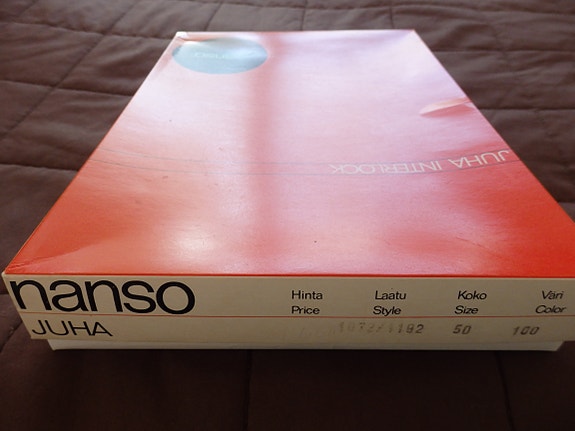 JUHA INTERLOCK
nanso
Hinta Laatu Koko Väri
Price Style Size Color
JUHA 50 100